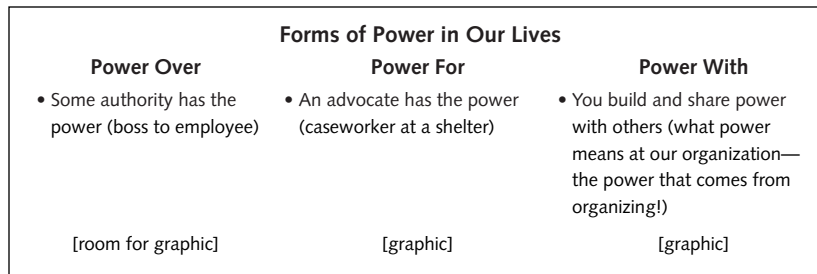 Forms of Power in Our Lives
Power Over
• Some authority has the
power (boss to employee)
[room for graphic]
Power For
• An advocate has the power
(caseworker at a shelter)
[graphic]
Power With
• You build and share power
with others (what power
means at our organization—
the power that comes from
organizing!)
[graphic]